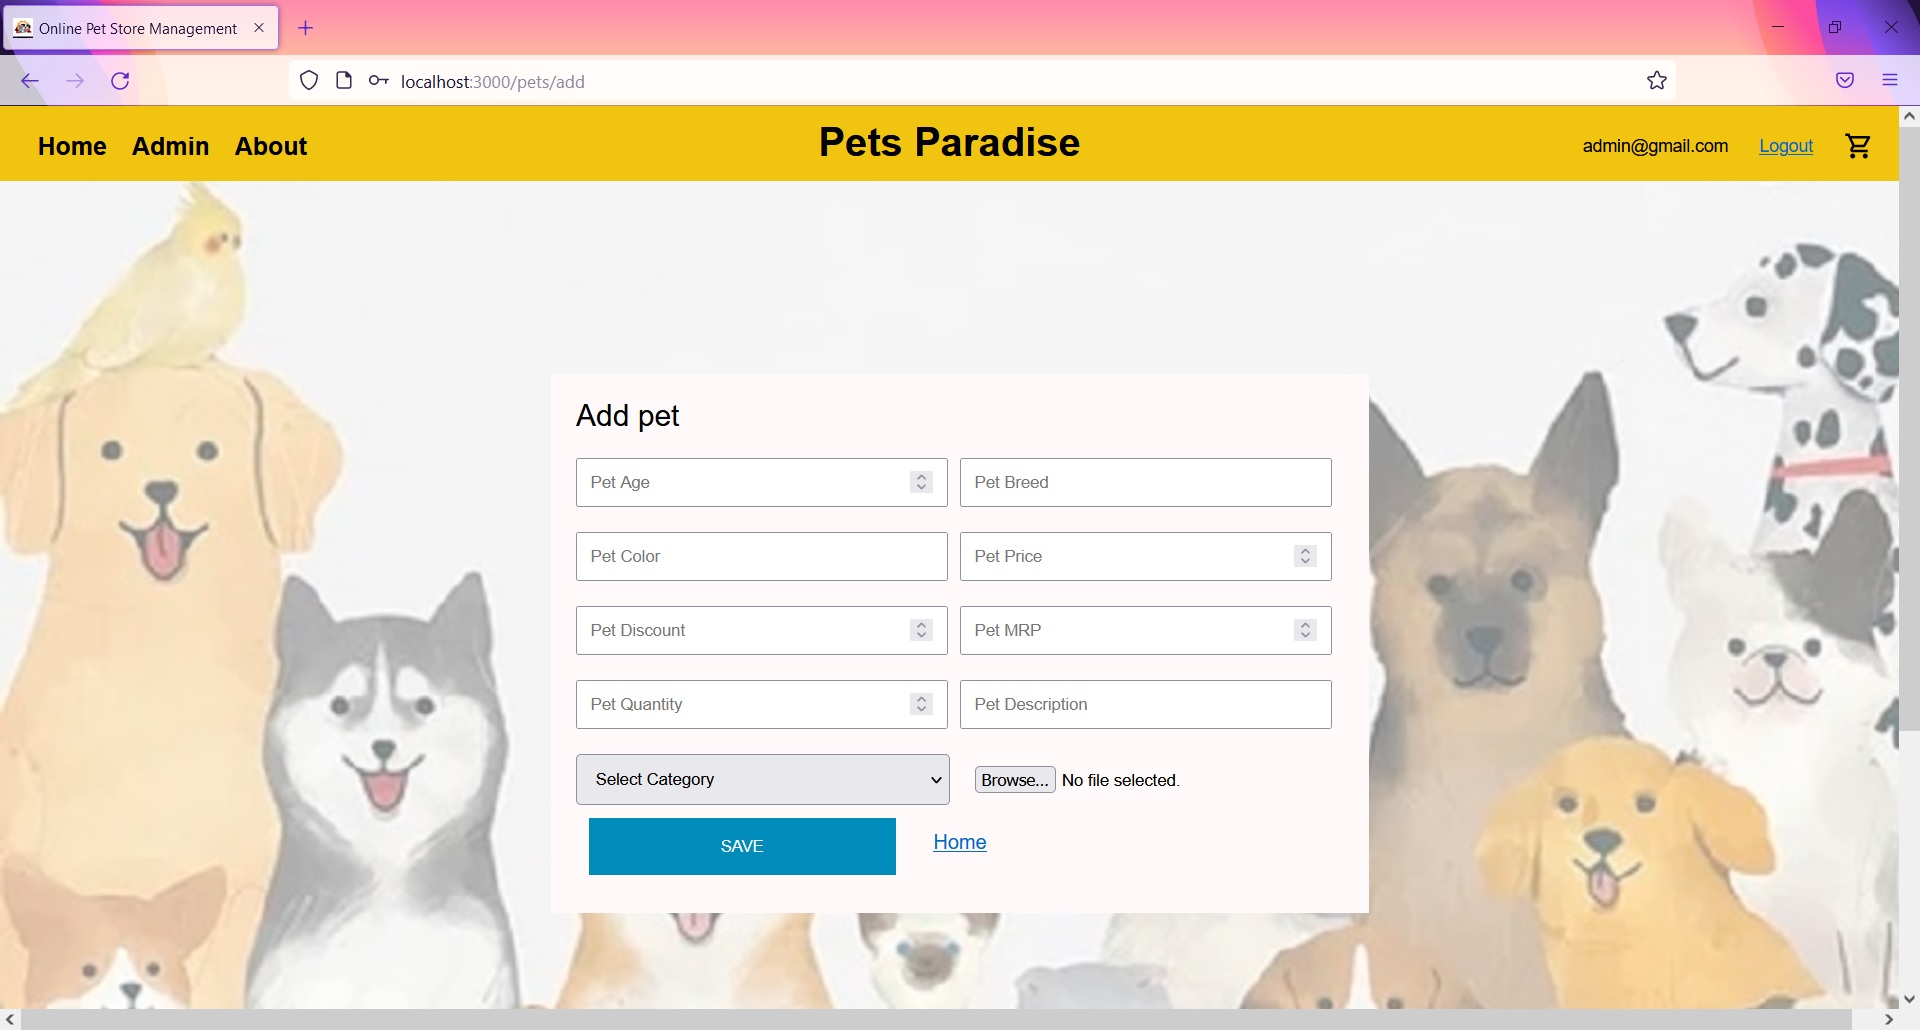 Online Pet Store Management
localhost:3000/pets/add
Home Admin About
Pets Paradise
admin@gmail.com Logout
Add pet
Pet Age Pet Breed
Pet Color Pet Price
Pet Discount Pet MRP
Pet Quantity Pet Description
Select Category Browse... No file selected.
SAVE Home